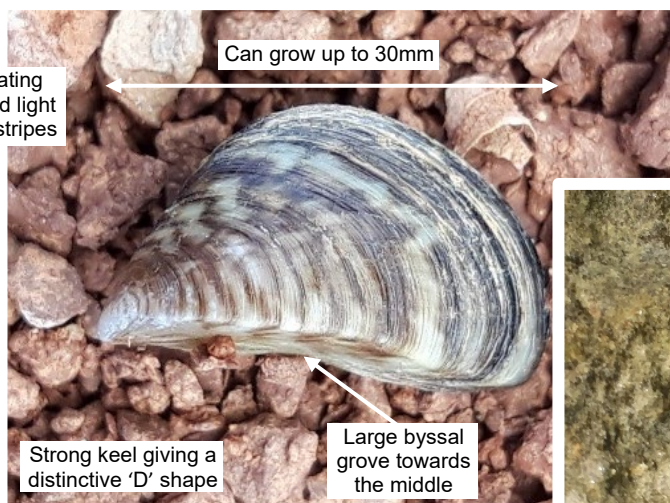 Can grow up to 30mm
ating
d light
stripes
Strong keel giving a
distinctive ‘D’ shape
Large byssal
grove towards
the middle